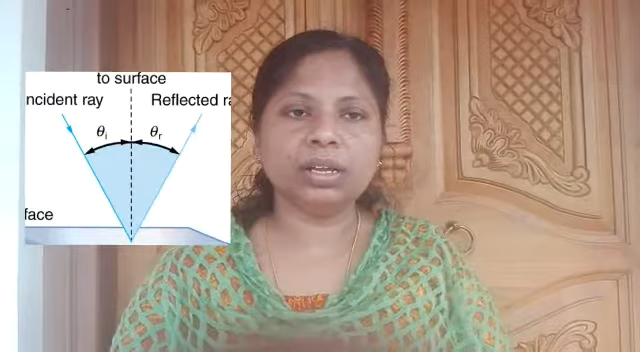 to surface
ncident ray Reflected ra
θi θr
face